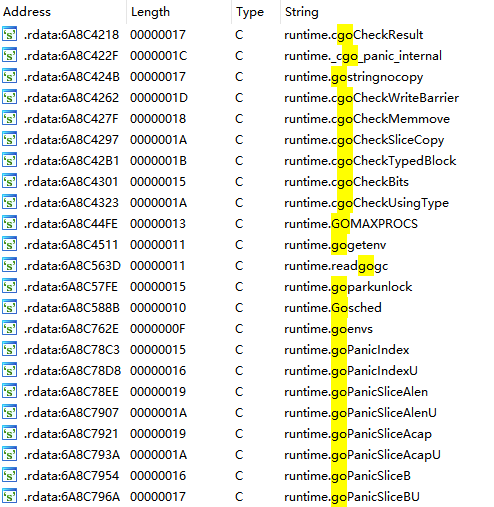 Address Length Type String
.rdata:6A8C4218 00000017 C runtime.cgoCheckResult
.rdata:6A8C422F 0000001C C runtime._cgo_panic_internal
.rdata:6A8C424B 00000017 C runtime.gostringnocopy
.rdata:6A8C4262 0000001D C runtime.cgoCheckWriteBarrier
.rdata:6A8C427F 00000018 C runtime.cgoCheckMemmove
.rdata:6A8C4297 0000001A C runtime.cgoCheckSliceCopy
.rdata:6A8C42B1 0000001B C runtime.cgoCheckTypedBlock
.rdata:6A8C4301 00000015 C runtime.cgoCheckBits
.rdata:6A8C4323 0000001A C runtime.cgoCheckUsingType
.rdata:6A8C44FE 00000013 C runtime.GOMAXPROCS
.rdata:6A8C4511 00000011 C runtime.gogetenv
.rdata:6A8C563D 00000011 C runtime.readgogc
.rdata:6A8C57FE 00000015 C runtime.goparkunlock
.rdata:6A8C588B 00000010 C runtime.Gosched
.rdata:6A8C762E 0000000F C runtime.goenvs
.rdata:6A8C78C3 00000015 C runtime.goPanicIndex
.rdata:6A8C78D8 00000016 C runtime.goPanicIndexU
.rdata:6A8C78EE 00000019 C runtime.goPanicSliceAlen
.rdata:6A8C7907 0000001A C runtime.goPanicSliceAlenU
.rdata:6A8C7921 00000019 C runtime.goPanicSliceAcap
.rdata:6A8C793A 0000001A C runtime.goPanicSliceAcapU
.rdata:6A8C7954 00000016 C runtime.goPanicSliceB
.rdata:6A8C796A 00000017 C runtime.goPanicSliceBU